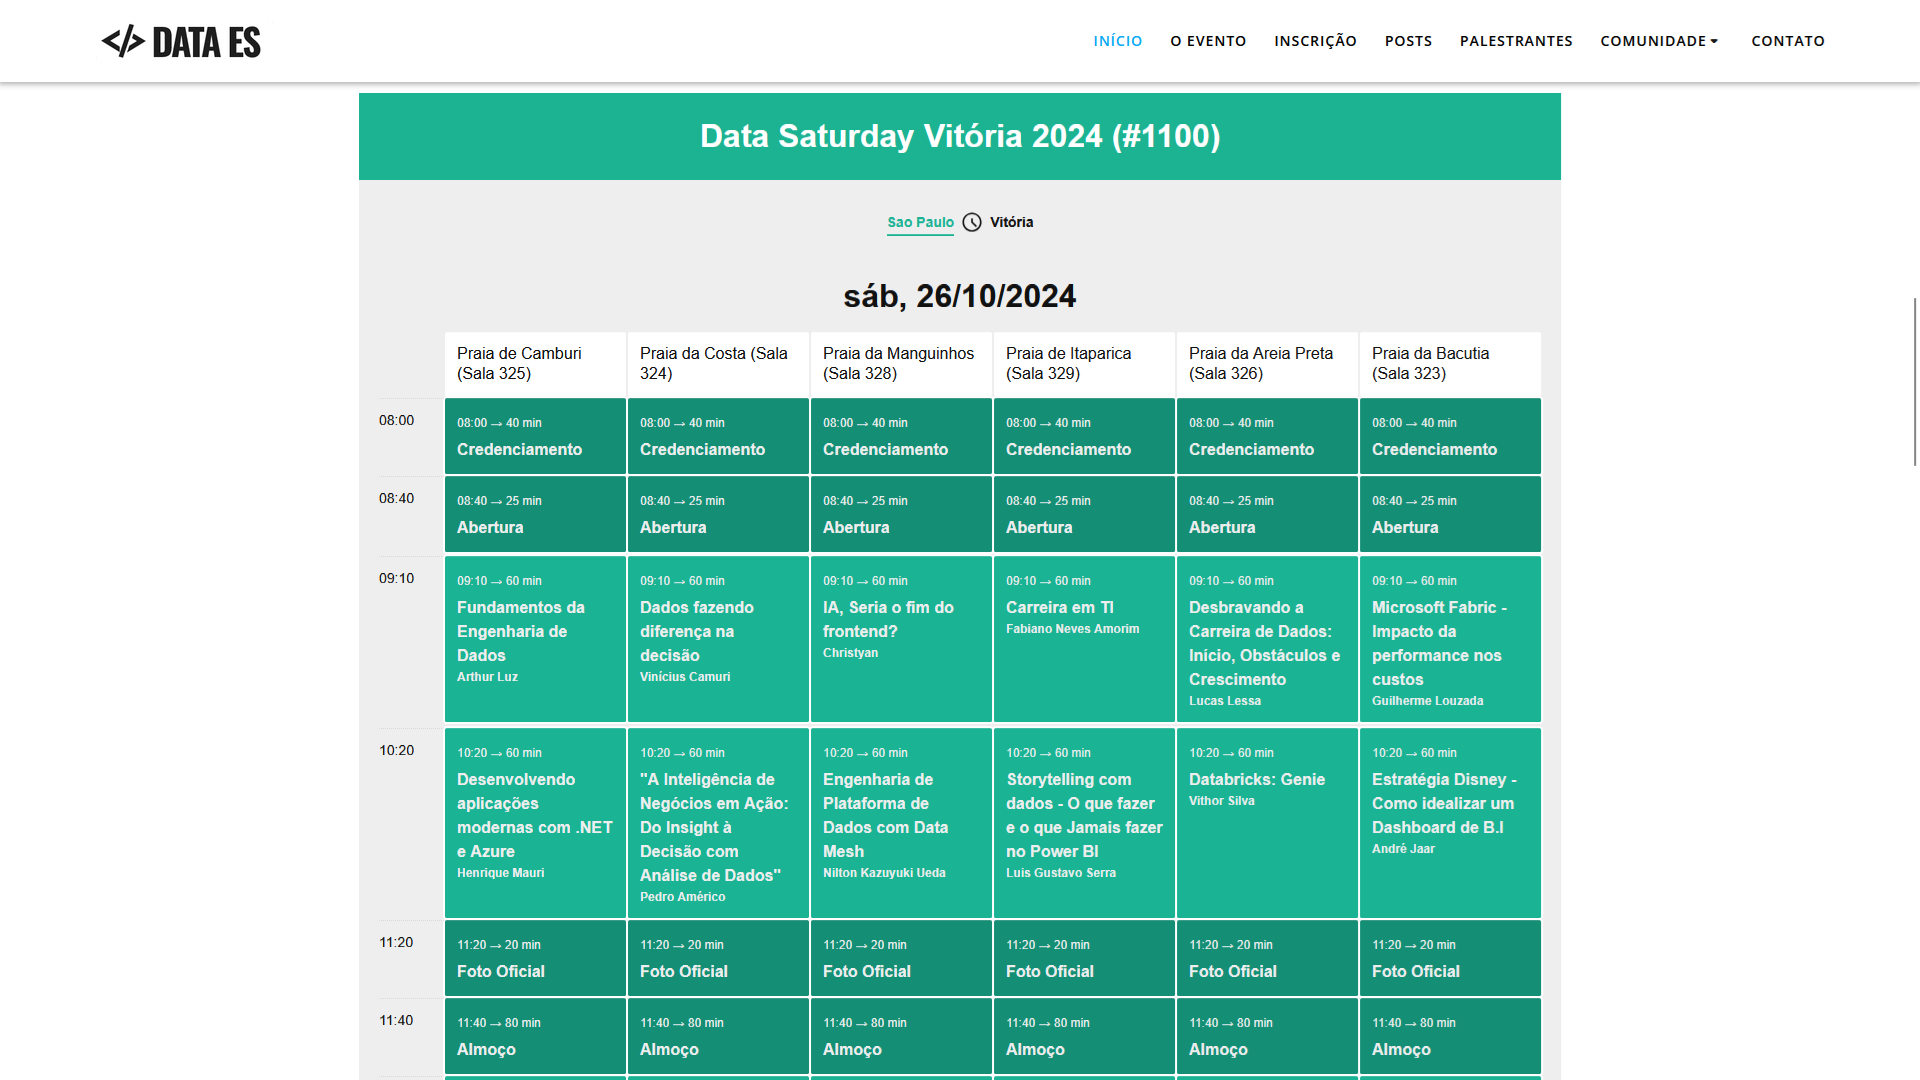 </> DATA ES
INÍCIO O EVENTO INSCRIÇÃO POSTS PALESTRANTES COMUNIDADE CONTATO
Data Saturday Vitória 2024 (#1100)
Sao Paulo Vitória
sáb, 26/10/2024
Praia de Camburi
(Sala 325)
Praia da Costa (Sala
324)
Praia da Manguinhos
(Sala 328)
Praia de Itaparica
(Sala 329)
Praia da Areia Preta
(Sala 326)
Praia da Bacutia
(Sala 323)
08:00
08:00 → 40 min
Credenciamento
08:00 → 40 min
Credenciamento
08:00 → 40 min
Credenciamento
08:00 → 40 min
Credenciamento
08:00 → 40 min
Credenciamento
08:00 → 40 min
Credenciamento
08:40
08:40 → 25 min
Abertura
08:40 → 25 min
Abertura
08:40 → 25 min
Abertura
08:40 → 25 min
Abertura
08:40 → 25 min
Abertura
08:40 → 25 min
Abertura
09:10
09:10 → 60 min
Fundamentos da
Engenharia de
Dados
Arthur Luz
09:10 → 60 min
Dados fazendo
diferença na
decisão
Vinícius Camuri
09:10 → 60 min
IA, Seria o fim do
frontend?
Christyan
09:10 → 60 min
Carreira em TI
Fabiano Neves Amorim
09:10 → 60 min
Desbravando a
Carreira de Dados:
Início, Obstáculos e
Crescimento
Lucas Lessa
09:10 → 60 min
Microsoft Fabric -
Impacto da
performance nos
custos
Guilherme Louzada
10:20
10:20 → 60 min
Desenvolvendo
aplicações
modernas com .NET
e Azure
Henrique Mauri
10:20 → 60 min
"A Inteligência de
Negócios em Ação:
Do Insight à
Decisão com
Análise de Dados"
Pedro Américo
10:20 → 60 min
Engenharia de
Plataforma de
Dados com Data
Mesh
Nilton Kazuyuki Ueda
10:20 → 60 min
Storytelling com
dados - O que fazer
e o que Jamais fazer
no Power BI
Luis Gustavo Serra
10:20 → 60 min
Databricks: Genie
Vithor Silva
10:20 → 60 min
Estratégia Disney -
Como idealizar um
Dashboard de B.I
André Jaar
11:20
11:20 → 20 min
Foto Oficial
11:20 → 20 min
Foto Oficial
11:20 → 20 min
Foto Oficial
11:20 → 20 min
Foto Oficial
11:20 → 20 min
Foto Oficial
11:20 → 20 min
Foto Oficial
11:40
11:40 → 80 min
Almoço
11:40 → 80 min
Almoço
11:40 → 80 min
Almoço
11:40 → 80 min
Almoço
11:40 → 80 min
Almoço
11:40 → 80 min
Almoço